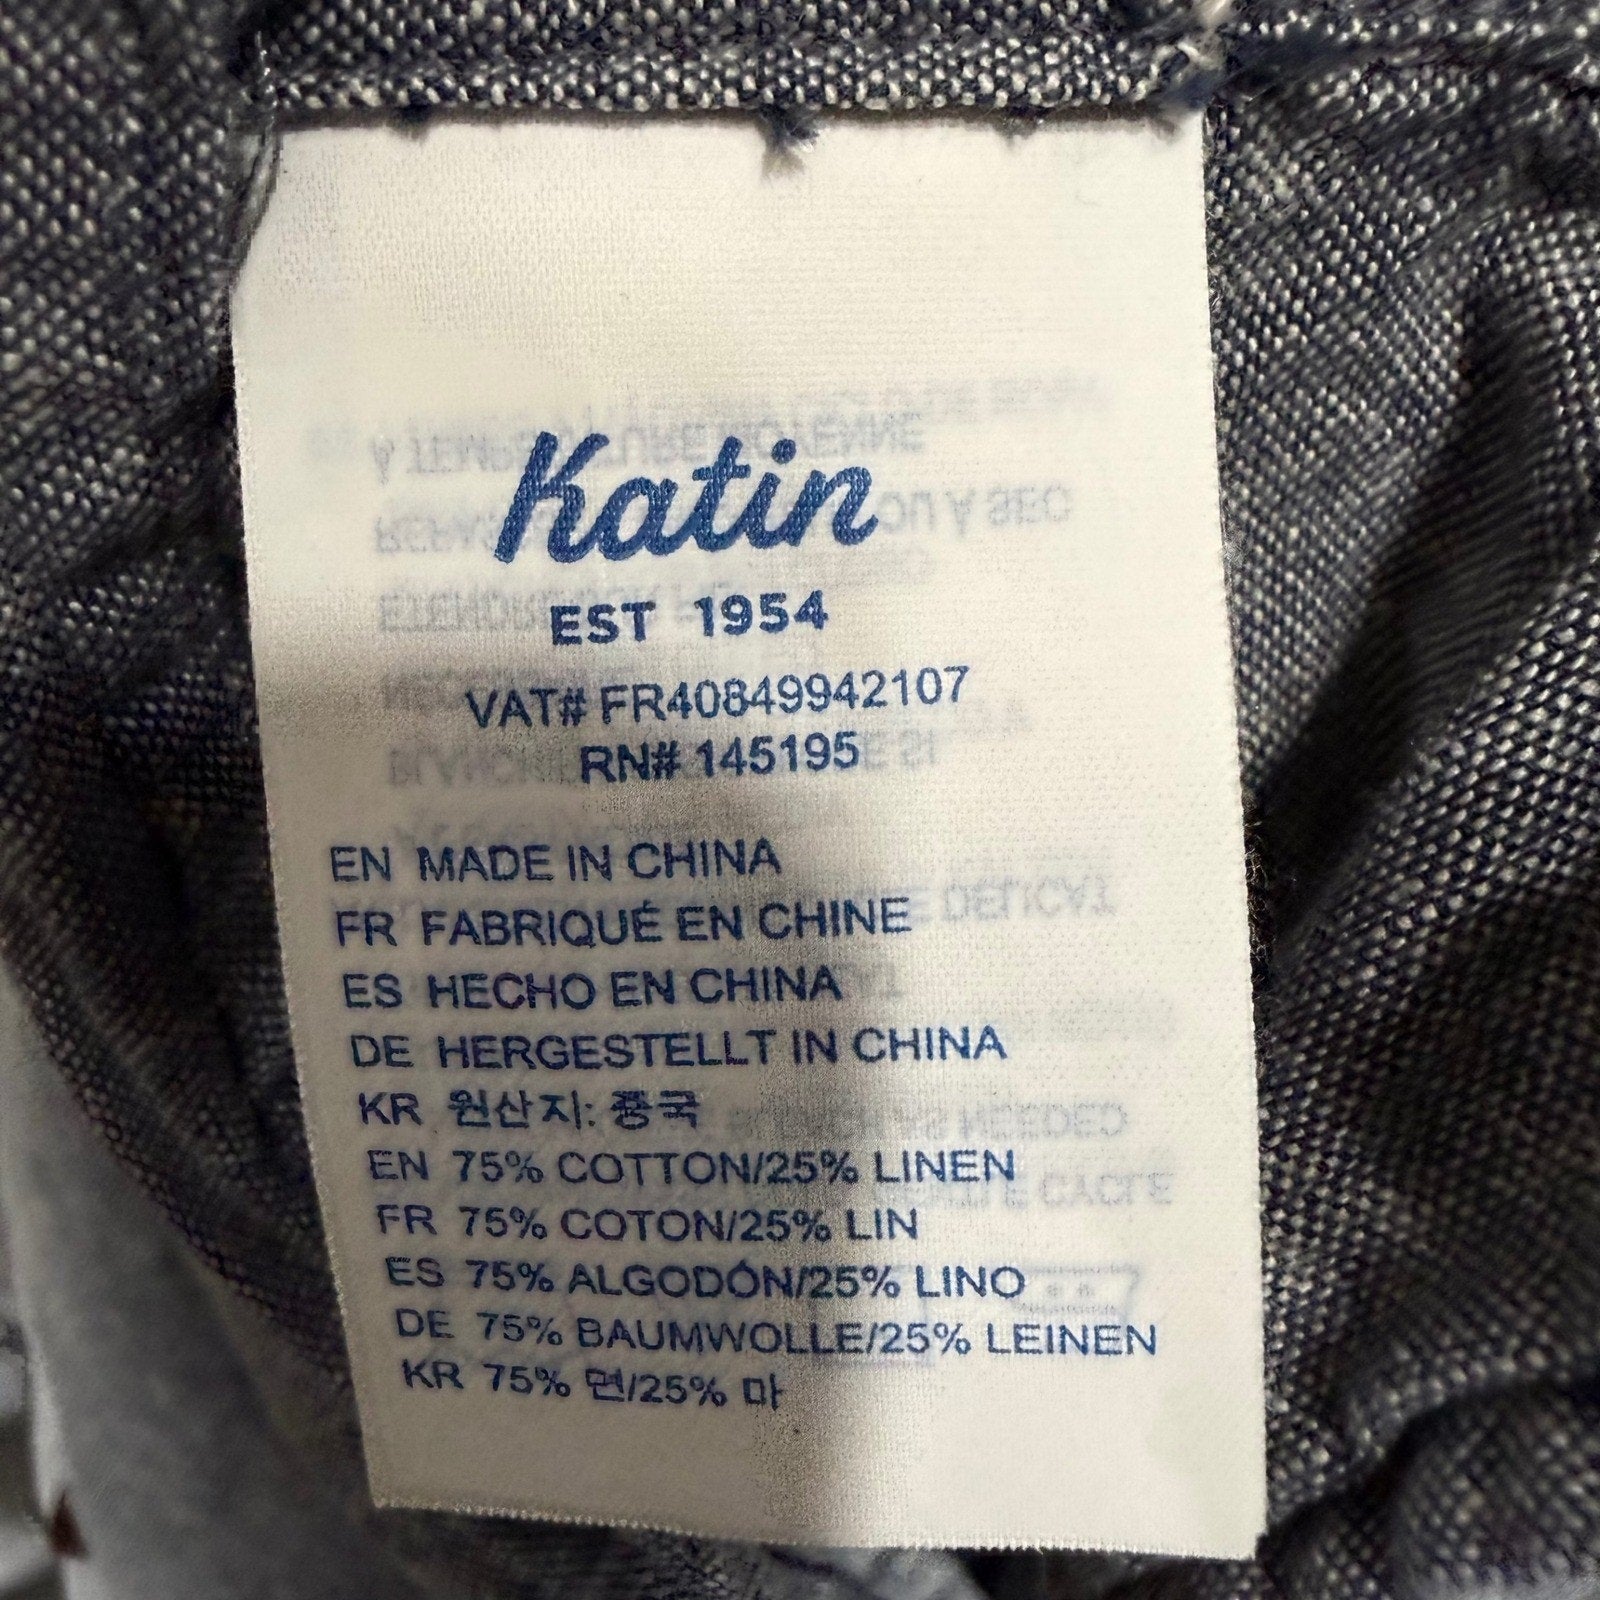 Katin
EST 1954
VAT# FR40849942107
RN# 145195
EN MADE IN CHINA
FR FABRIQUÉ EN CHINE
ES HECHO EN CHINA
DE HERGESTELLT IN CHINA
KR 원산지: 중국
EN 75% COTTON/25% LINEN
FR 75% COTON/25% LIN
ES 75% ALGODÓN/25% LINO
DE 75% BAUMWOLLE/25% LEINEN
KR 75% 면/25% 마